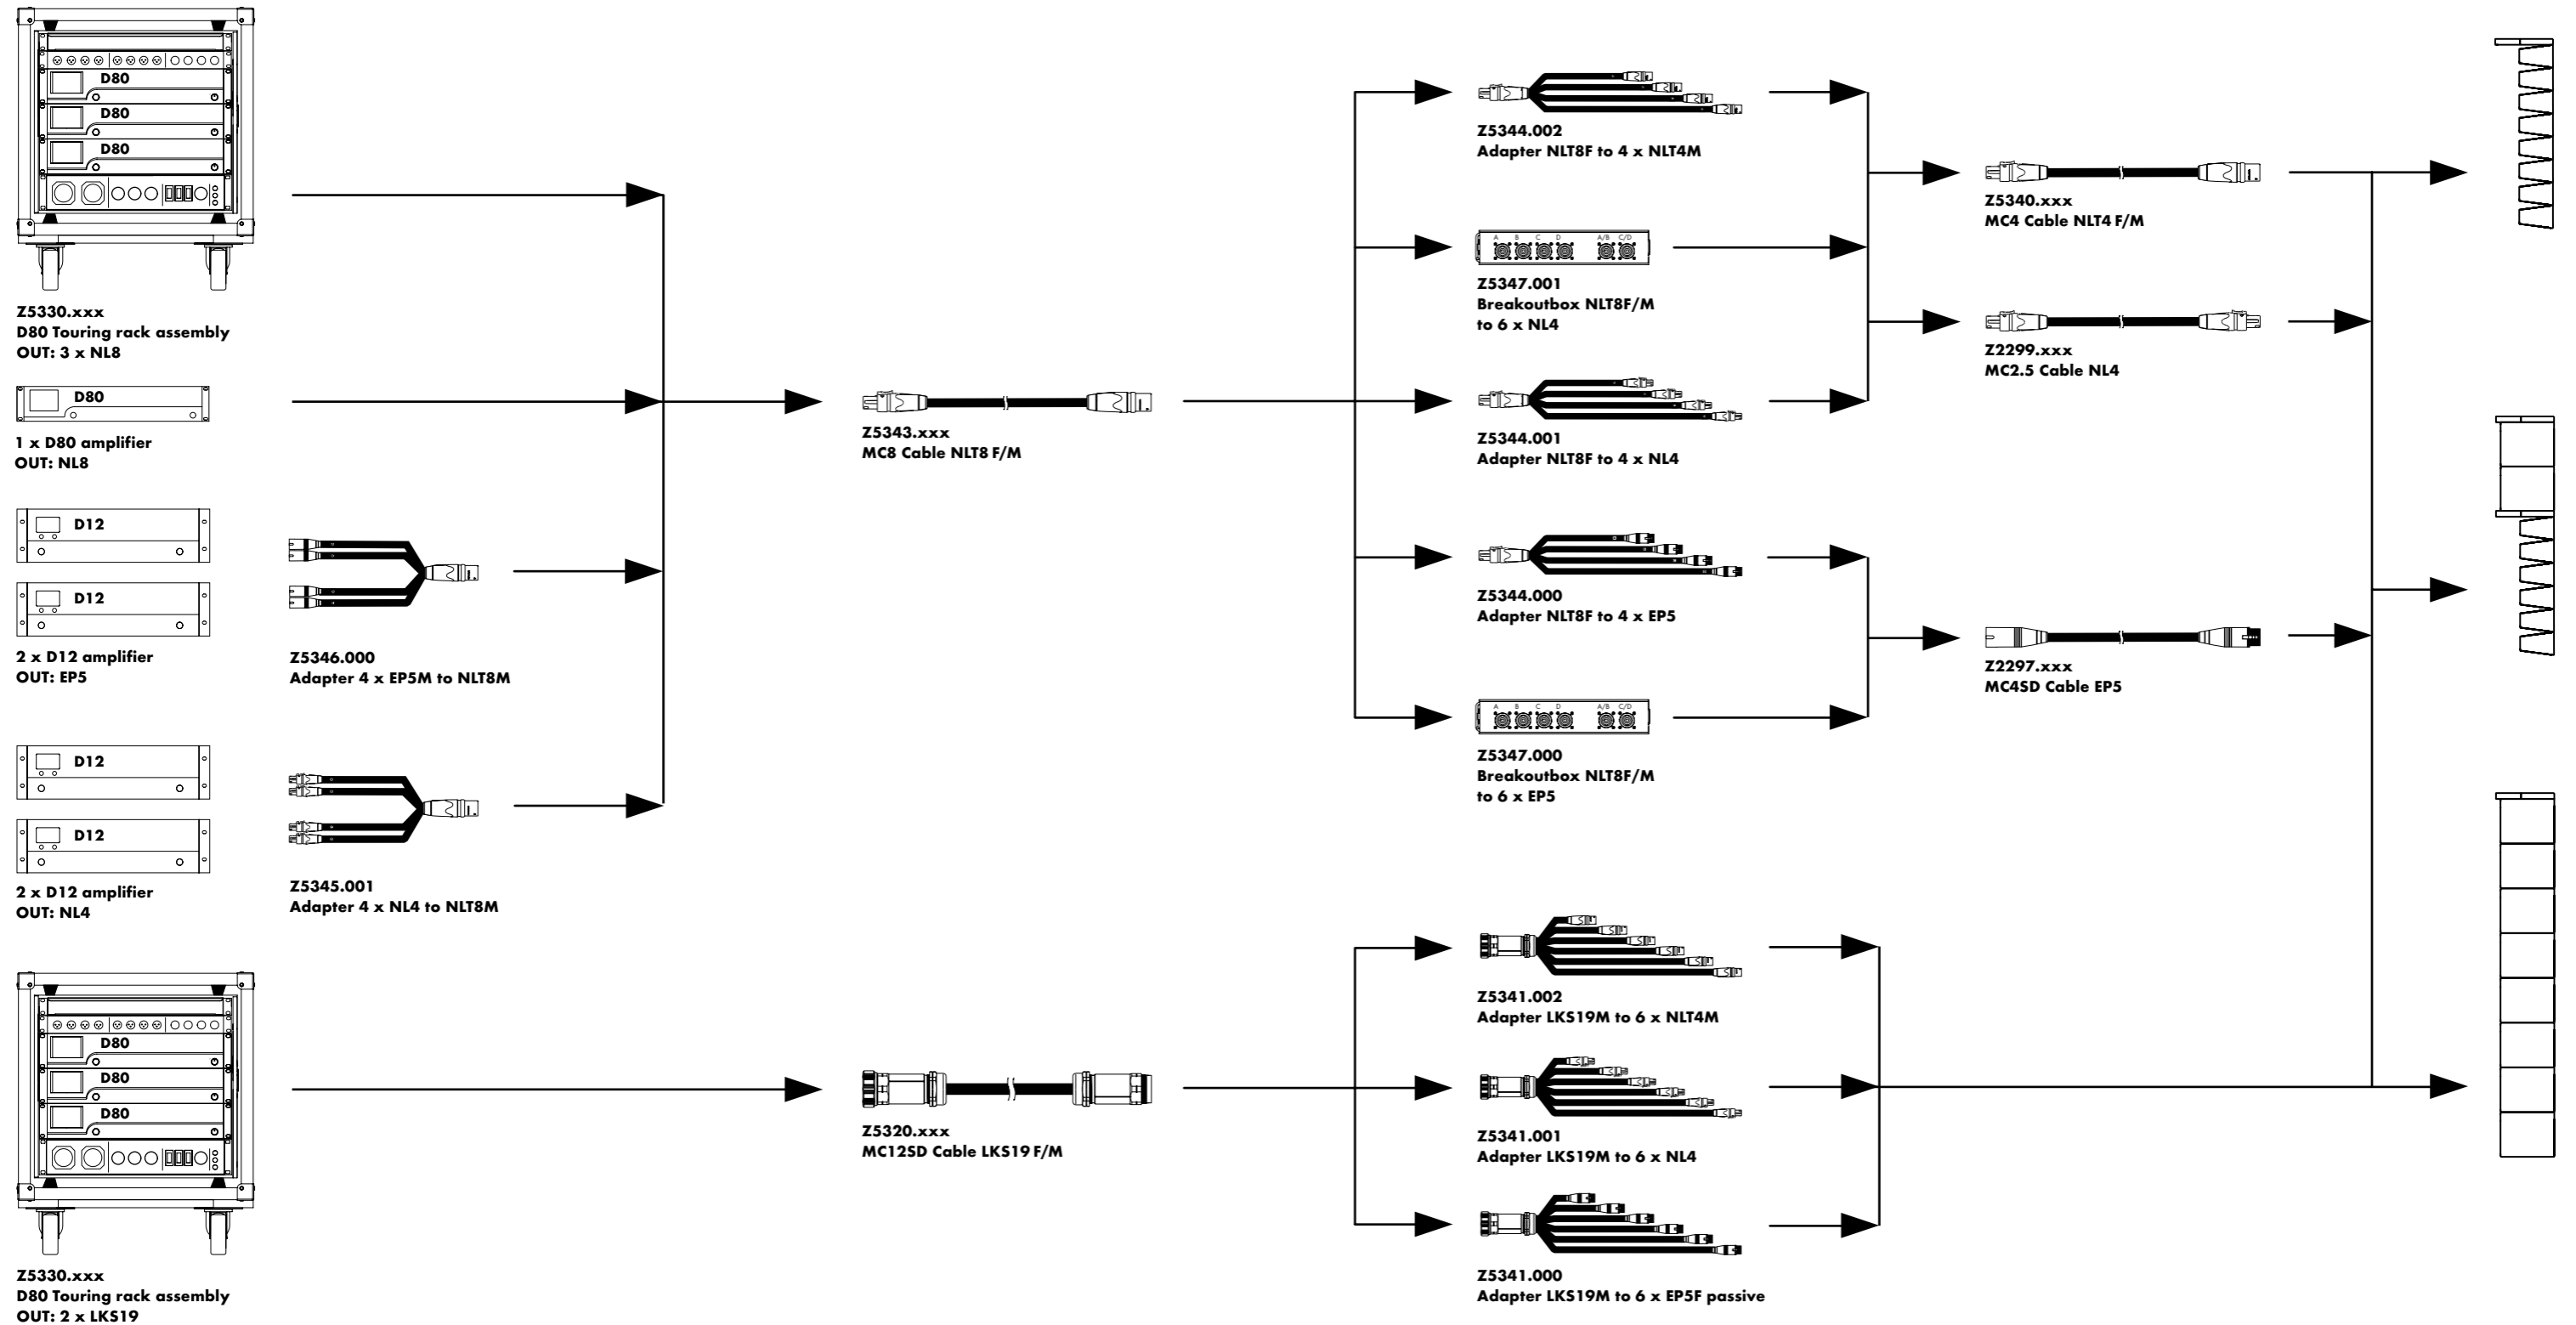 D80
D80
D80
Z5330.xxx
D80 Touring rack assembly
OUT: 3 x NL8
D80
1 x D80 amplifier
OUT: NL8
D12
D12
2 x D12 amplifier
OUT: EP5
D12
D12
2 x D12 amplifier
OUT: NL4
D80
D80
D80
Z5330.xxx
D80 Touring rack assembly
OUT: 2 x LKS19
Z5346.000
Adapter 4 x EP5M to NLT8M
Z5345.001
Adapter 4 x NL4 to NLT8M
Z5343.xxx
MC8 Cable NLT8 F/M
Z5320.xxx
MC12SD Cable LKS19 F/M
Z5344.002
Adapter NLT8F to 4 x NLT4M
A B C D A/B C/D
Z5347.001
Breakoutbox NLT8F/M
to 6 x NL4
Z5344.001
Adapter NLT8F to 4 x NL4
Z5344.000
Adapter NLT8F to 4 x EP5
A B C D A/B C/D
Z5347.000
Breakoutbox NLT8F/M
to 6 x EP5
Z5341.002
Adapter LKS19M to 6 x NLT4M
Z5341.001
Adapter LKS19M to 6 x NL4
Z5341.000
Adapter LKS19M to 6 x EP5F passive
Z5340.xxx
MC4 Cable NLT4 F/M
Z2299.xxx
MC2.5 Cable NL4
Z2297.xxx
MC4SD Cable EP5